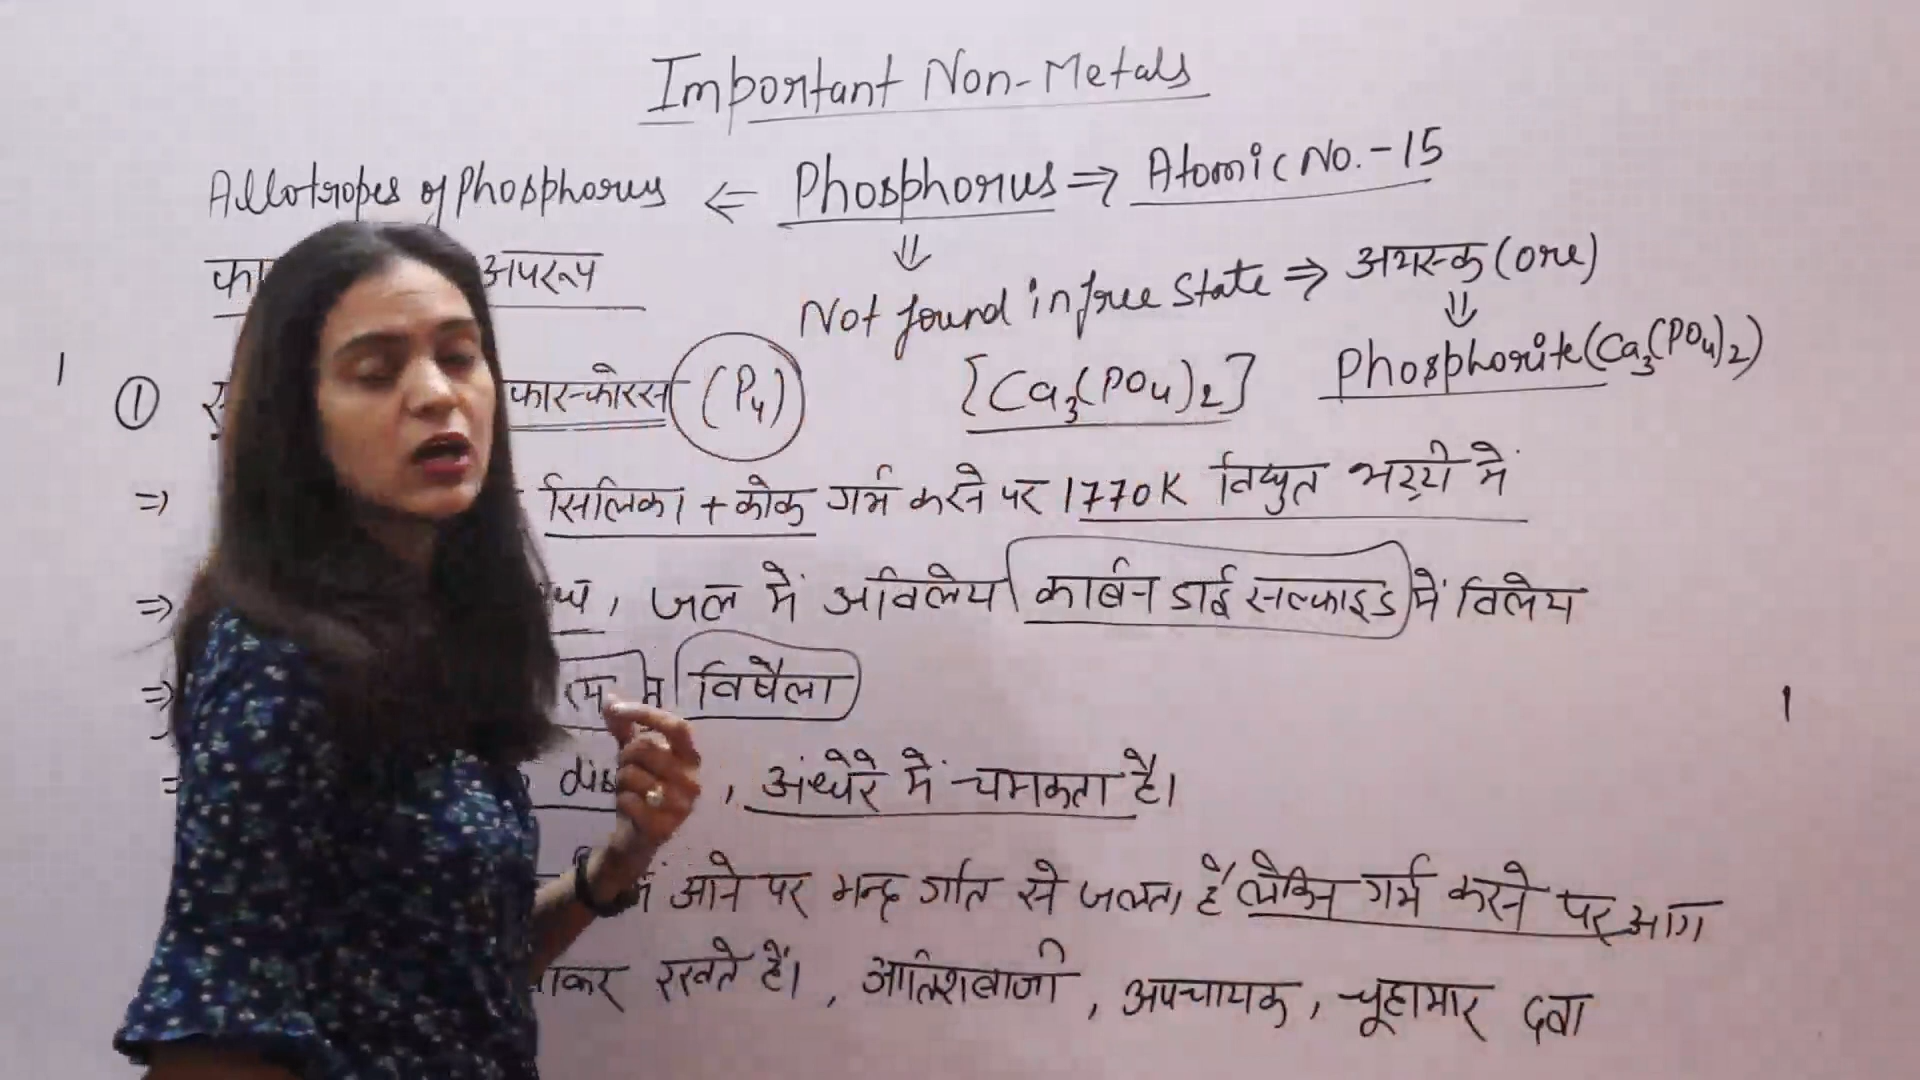 Important Non-Metals
Allotropes of Phosphorus ⇐ Phosphorus ⇒ Atomic No. - 15
अपरूप
⇓
Not found in free State ⇒ अयस्क (ore)
⇓
[Ca₃(PO₄)₂] Phosphorite (Ca₃(PO₄)₂)
① फास्फोरस (P₄)
⇒ सिलिका + कोक गर्म करने पर 1770K विद्युत भट्टी में
⇒ , जल में अविलेय कार्बन डाई सल्फाइड में विलेय
⇒ विषैला
, अंधेरे में चमकता है।
आने पर मन्द गति से जलता है लेकिन गर्म करने पर आग
रखते हैं। , आतिशबाजी , अपचायक , चूहामार दवा